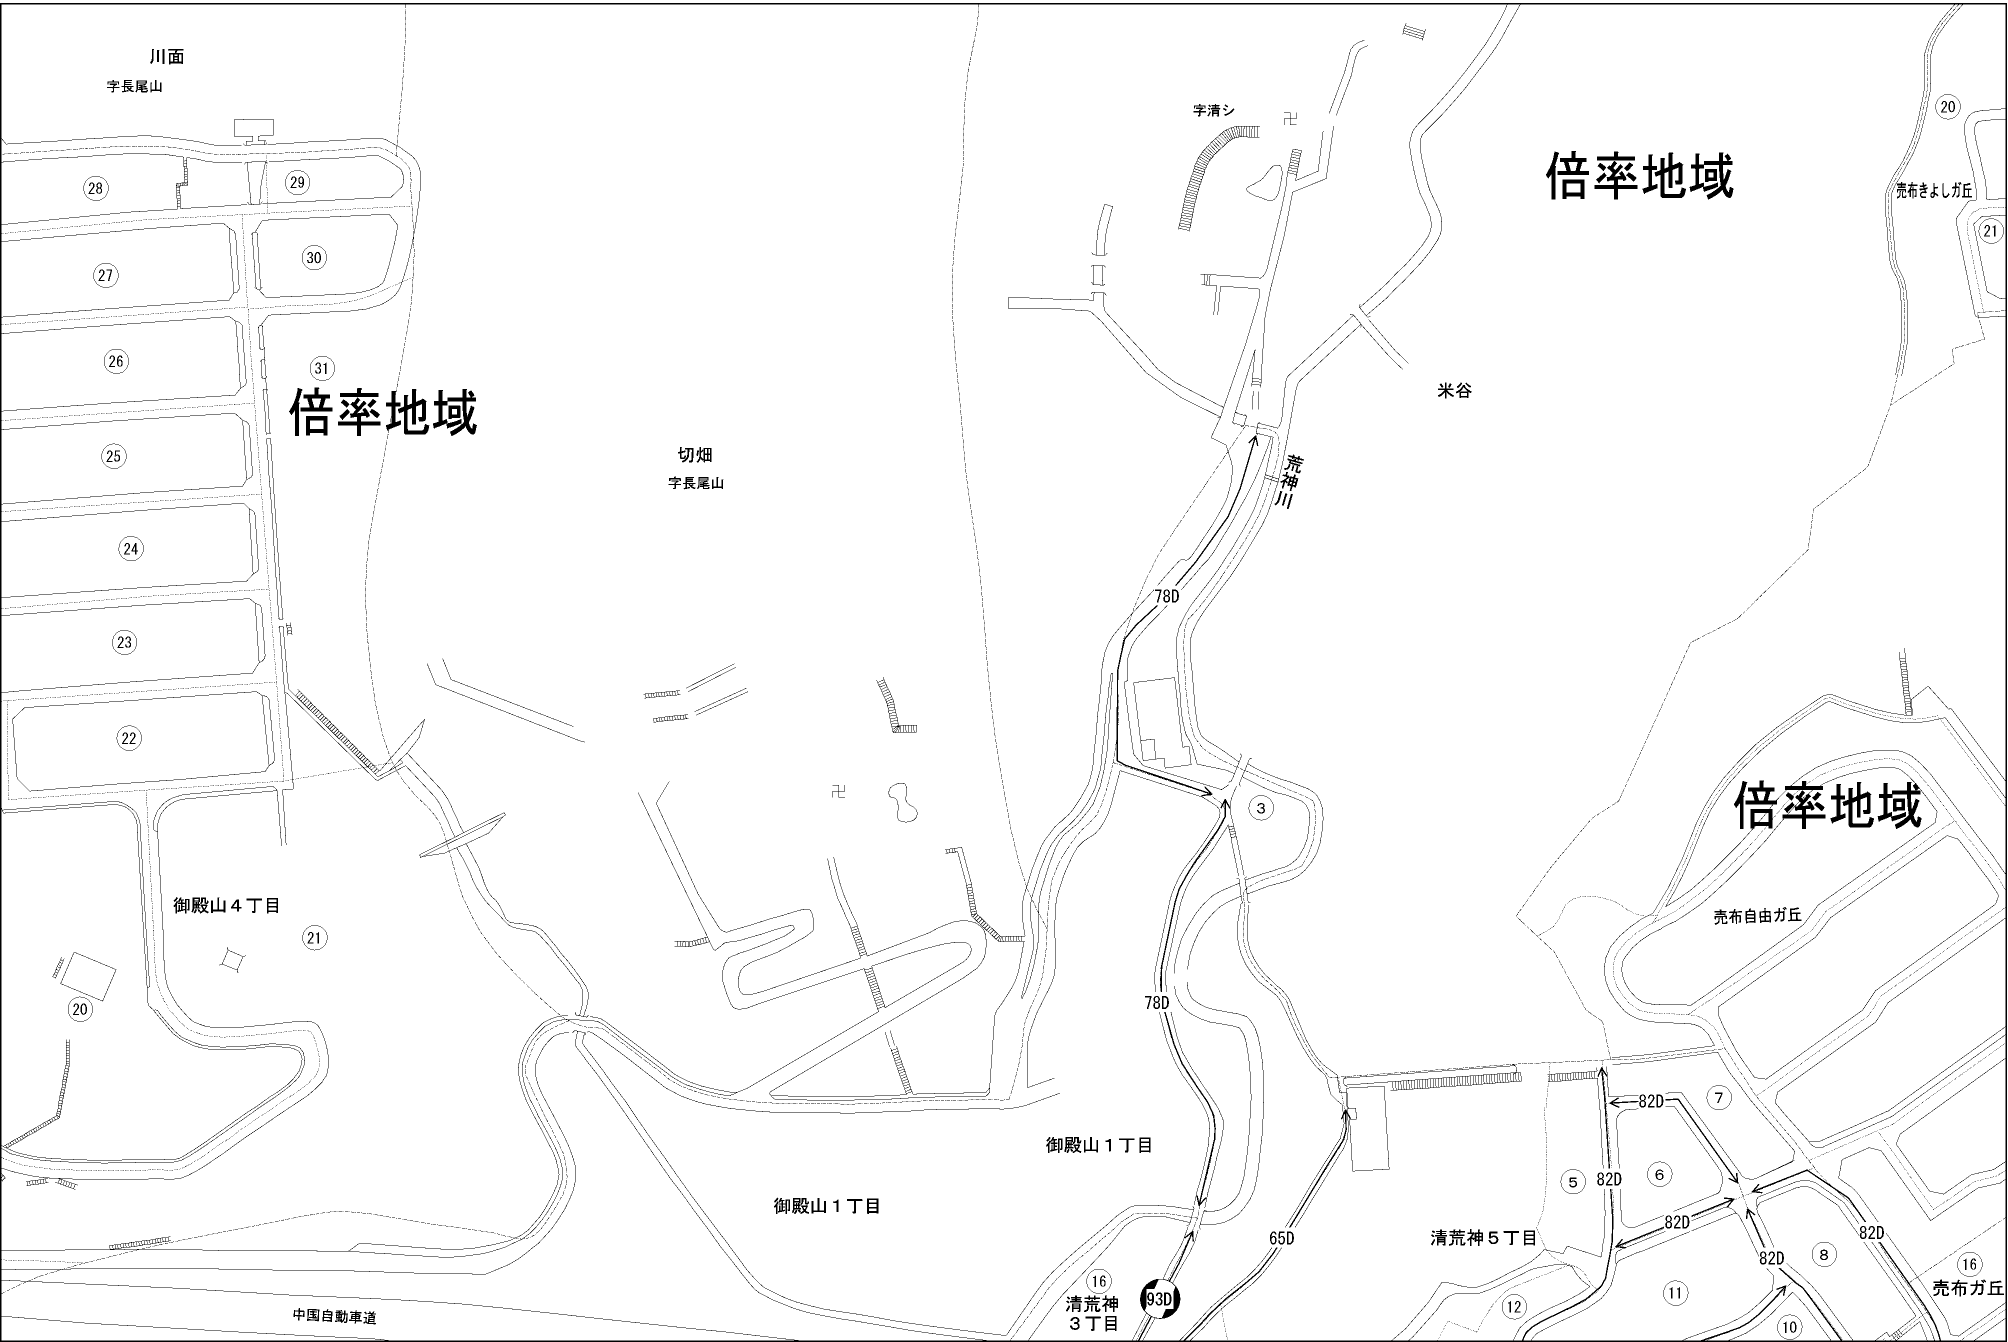 川面
字長尾山
字清シ
倍率地域
20
売布きよしガ丘
21
28
29
27
30
26
31
倍率地域
米谷
25
切畑
字長尾山
荒神川
24
78D
23
22
3
倍率地域
売布自由ガ丘
御殿山4丁目
21
20
78D
82D
7
御殿山1丁目
御殿山1丁目
5
82D
6
65D
清荒神5丁目
82D
82D
82D
8
16
売布ガ丘
16
清荒神
3丁目
93D
12
11
10
中国自動車道